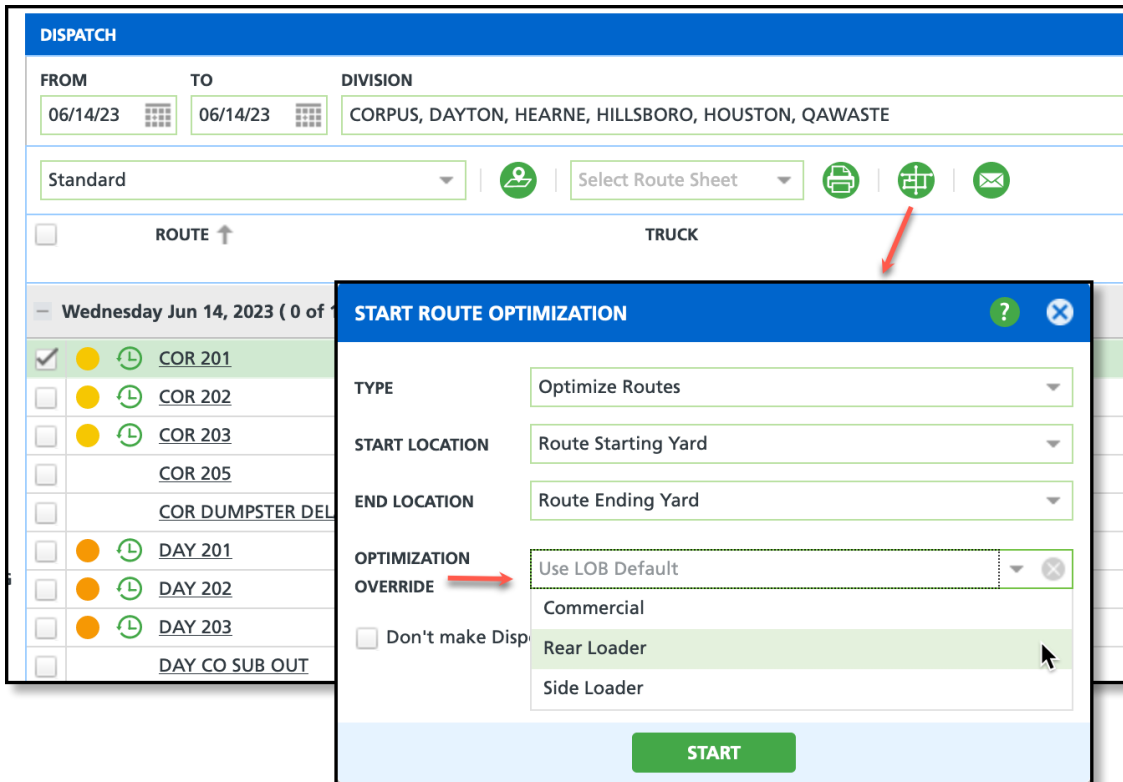 DISPATCH
FROM TO DIVISION
06/14/23 06/14/23 CORPUS, DAYTON, HEARNE, HILLSBORO, HOUSTON, QAWASTE
Standard Select Route Sheet
ROUTE TRUCK
Wednesday Jun 14, 2023 ( 0 of
COR 201
COR 202
COR 203
COR 205
COR DUMPSTER DEL
DAY 201
DAY 202
DAY 203
DAY CO SUB OUT
START ROUTE OPTIMIZATION ?
TYPE Optimize Routes
START LOCATION Route Starting Yard
END LOCATION Route Ending Yard
OPTIMIZATION OVERRIDE Use LOB Default
Commercial
Don't make Disp
Rear Loader
Side Loader
START